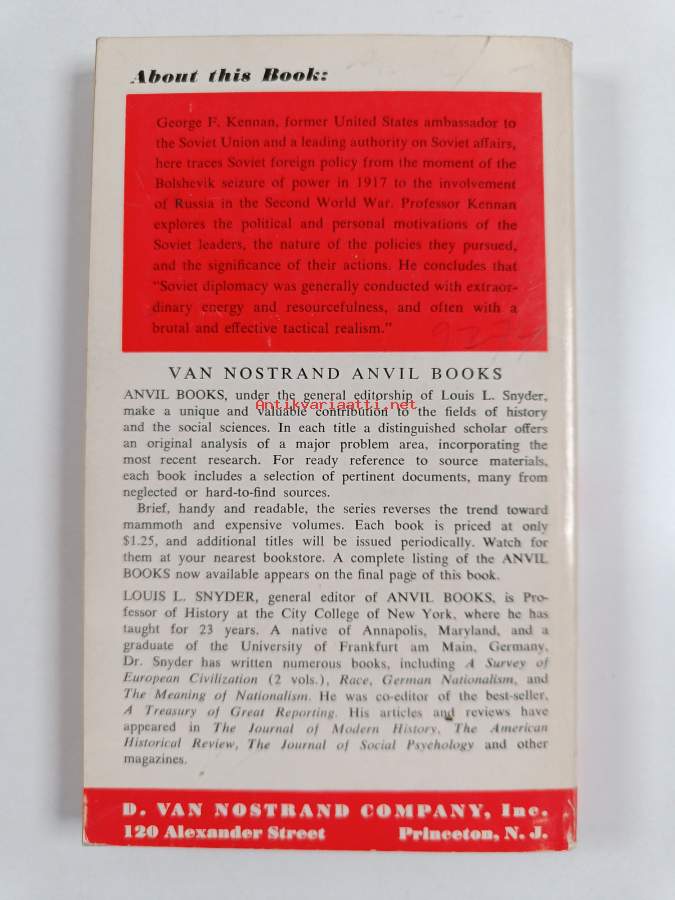 About this Book:
George F. Kennan, former United States ambassador to
the Soviet Union and a leading authority on Soviet affairs,
here traces Soviet foreign policy from the moment of the
Bolshevik seizure of power in 1917 to the involvement
of Russia in the Second World War. Professor Kennan
explores the political and personal motivations of the
Soviet leaders, the nature of the policies they pursued,
and the significance of their actions. He concludes that
“Soviet diplomacy was generally conducted with extraor-
dinary energy and resourcefulness, and often with a
brutal and effective tactical realism.”
VAN NOSTRAND ANVIL BOOKS
ANVIL BOOKS, under the general editorship of Louis L. Snyder,
Antikvariaatti.net
make a unique and valuable contribution to the fields of history
and the social sciences. In each title a distinguished scholar offers
an original analysis of a major problem area, incorporating the
most recent research. For ready reference to source materials,
each book includes a selection of pertinent documents, many from
neglected or hard-to-find sources.
Brief, handy and readable, the series reverses the trend toward
mammoth and expensive volumes. Each book is priced at only
$1.25, and additional titles will be issued periodically. Watch for
them at your nearest bookstore. A complete listing of the ANVIL
BOOKS now available appears on the final page of this book.
LOUIS L. SNYDER, general editor of ANVIL BOOKS, is Pro-
fessor of History at the City College of New York, where he has
taught for 23 years. A native of Annapolis, Maryland, and a
graduate of the University of Frankfurt am Main, Germany,
Dr. Snyder has written numerous books, including A Survey of
European Civilization (2 vols.), Race, German Nationalism, and
The Meaning of Nationalism. He was co-editor of the best-seller,
A Treasury of Great Reporting. His articles and reviews have
appeared in The Journal of Modern History, The American
Historical Review, The Journal of Social Psychology and other
magazines.
D. VAN NOSTRAND COMPANY, Inc.
120 Alexander Street Princeton, N. J.